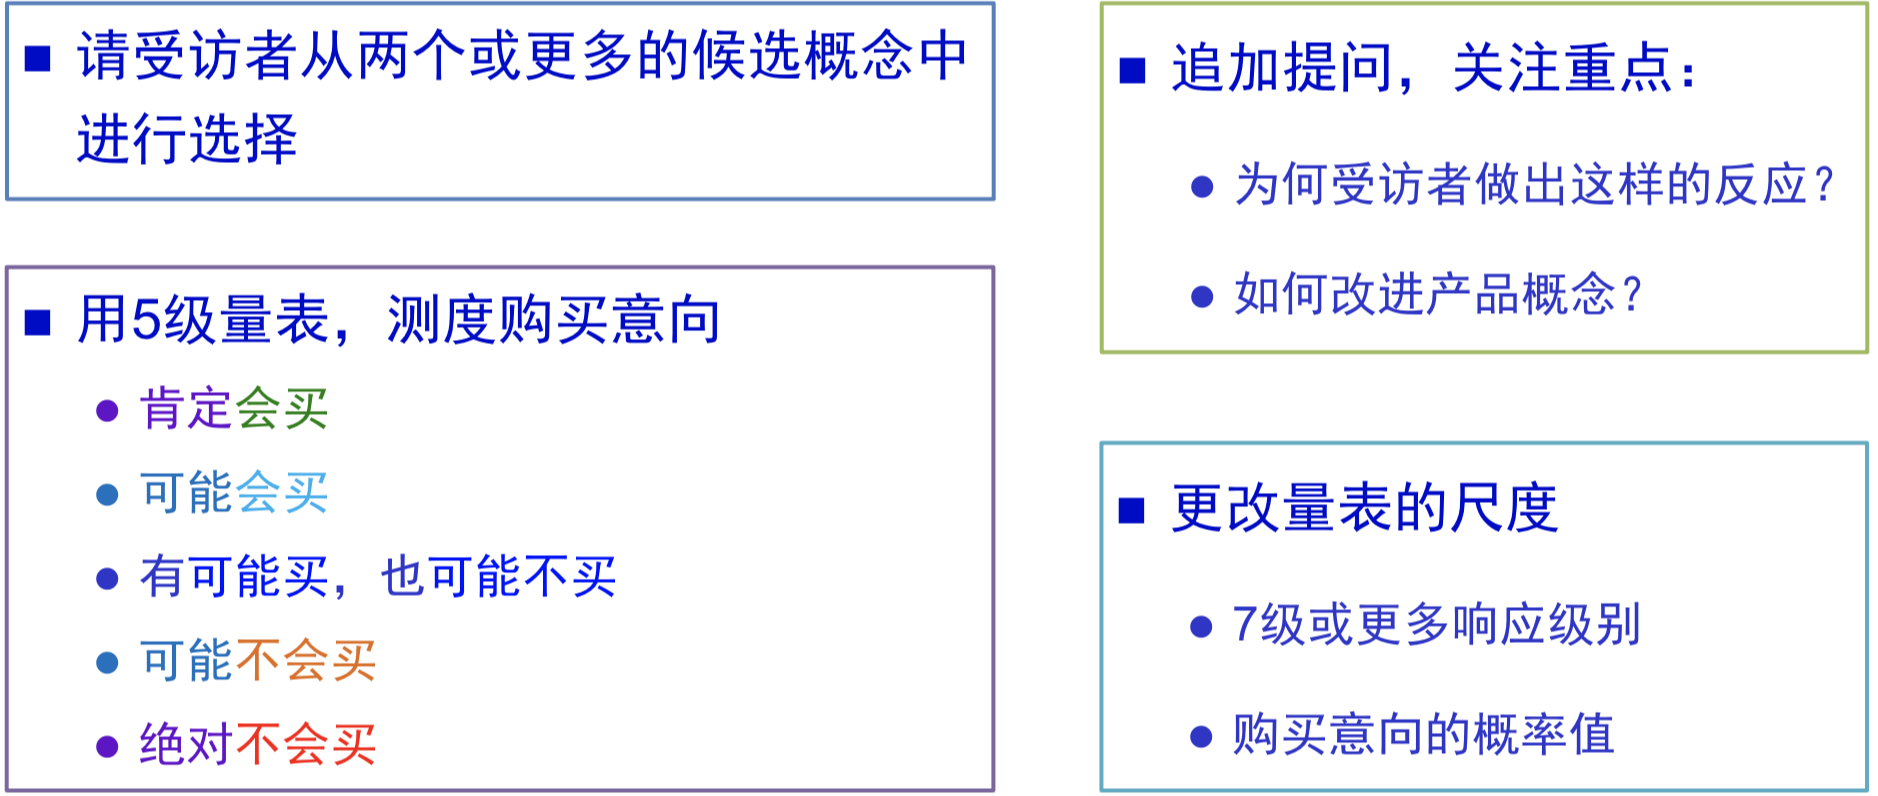 ■ 请受访者从两个或更多的候选概念中
进行选择
■ 用5级量表，测度购买意向
● 肯定会买
● 可能会买
● 有可能买，也可能不买
● 可能不会买
● 绝对不会买
■ 追加提问，关注重点：
● 为何受访者做出这样的反应？
● 如何改进产品概念？
■ 更改量表的尺度
● 7级或更多响应级别
● 购买意向的概率值